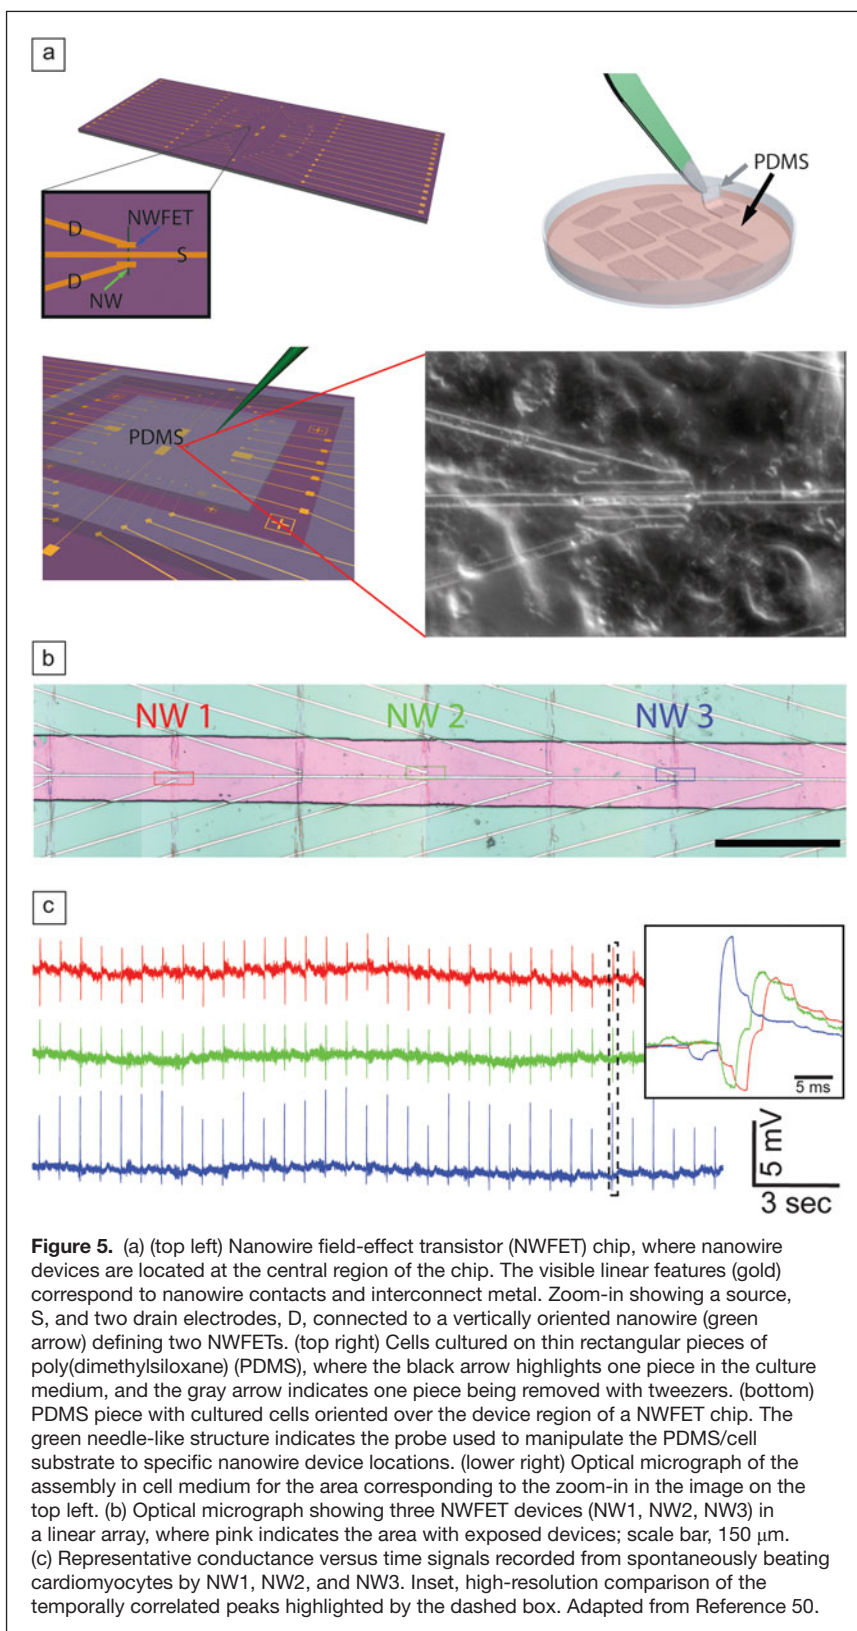 a
PDMS
NWFET
D
S
D
NW
PDMS
b
NW 1 NW 2 NW 3
c
5 ms
5 mV
3 sec
Figure 5. (a) (top left) Nanowire field-effect transistor (NWFET) chip, where nanowire
devices are located at the central region of the chip. The visible linear features (gold)
correspond to nanowire contacts and interconnect metal. Zoom-in showing a source,
S, and two drain electrodes, D, connected to a vertically oriented nanowire (green
arrow) defining two NWFETs. (top right) Cells cultured on thin rectangular pieces of
poly(dimethylsiloxane) (PDMS), where the black arrow highlights one piece in the culture
medium, and the gray arrow indicates one piece being removed with tweezers. (bottom)
PDMS piece with cultured cells oriented over the device region of a NWFET chip. The
green needle-like structure indicates the probe used to manipulate the PDMS/cell
substrate to specific nanowire device locations. (lower right) Optical micrograph of the
assembly in cell medium for the area corresponding to the zoom-in in the image on the
top left. (b) Optical micrograph showing three NWFET devices (NW1, NW2, NW3) in
a linear array, where pink indicates the area with exposed devices; scale bar, 150 μm.
(c) Representative conductance versus time signals recorded from spontaneously beating
cardiomyocytes by NW1, NW2, and NW3. Inset, high-resolution comparison of the
temporally correlated peaks highlighted by the dashed box. Adapted from Reference 50.